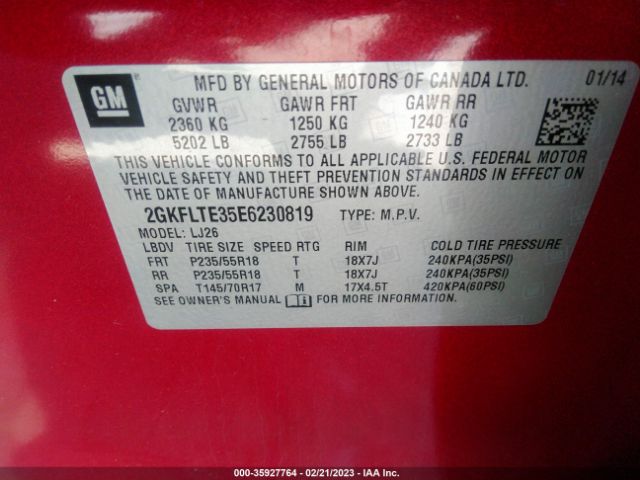 GM
MFD BY GENERAL MOTORS OF CANADA LTD. 01/14
GVWR GAWR FRT GAWR RR
2360 KG 1250 KG 1240 KG
5202 LB 2755 LB 2733 LB
THIS VEHICLE CONFORMS TO ALL APPLICABLE U.S. FEDERAL MOTOR
VEHICLE SAFETY AND THEFT PREVENTION STANDARDS IN EFFECT ON
THE DATE OF MANUFACTURE SHOWN ABOVE.
2GKFLTE35E6230819 TYPE: M.P.V.
MODEL: LJ26
LBDV TIRE SIZE SPEED RTG RIM COLD TIRE PRESSURE
FRT P235/55R18 T 18X7J 240KPA(35PSI)
RR P235/55R18 T 18X7J 240KPA(35PSI)
SPA T145/70R17 M 17X4.5T 420KPA(60PSI)
SEE OWNER'S MANUAL FOR MORE INFORMATION.
000-35927764 - 02/21/2023 - IAA Inc.